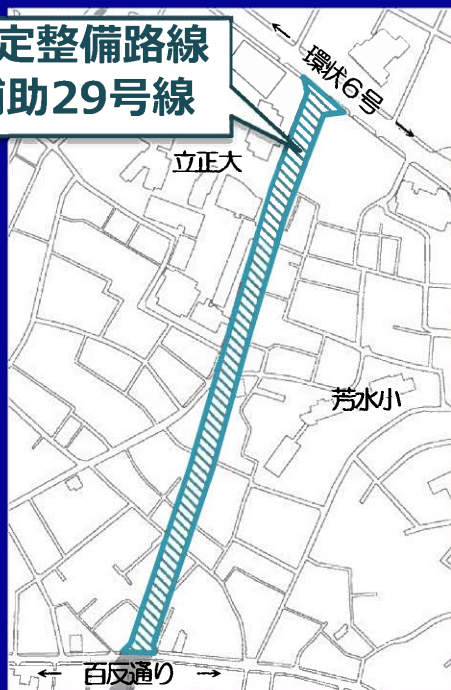 定整備路線
補助29号線
環状6号
立正大
芳水小
← 百反通り →